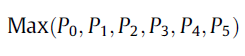 Max(P₀, P₁, P₂, P₃, P₄, P₅)